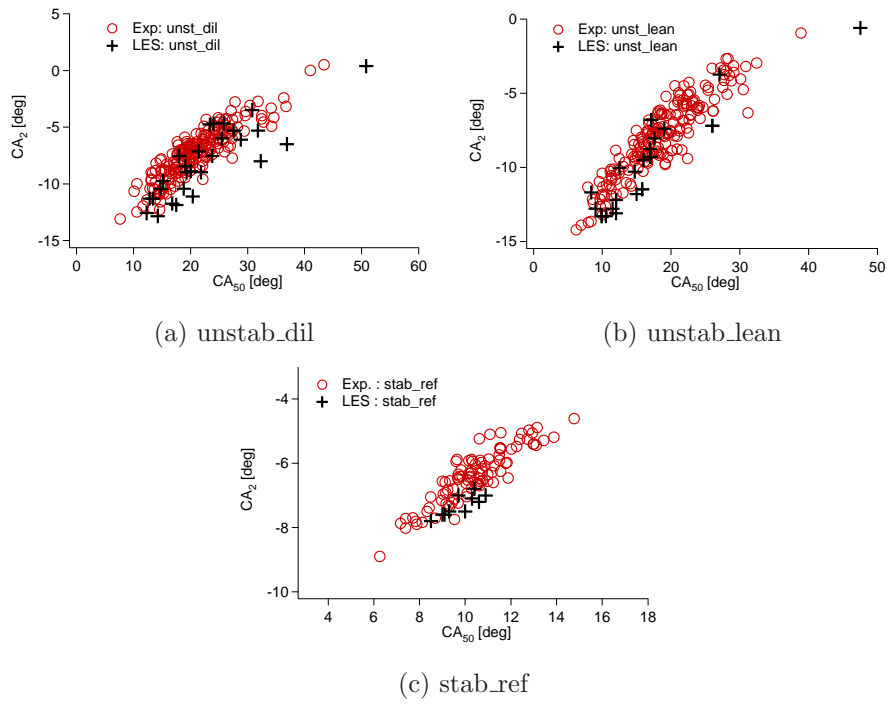 Exp: unst_dil
LES: unst_dil
5
0
-5
-10
-15
CA2 [deg]
0 10 20 30 40 50 60
CA50 [deg]
(a) unstab_dil
Exp: unst_lean
LES: unst_lean
0
-5
-10
-15
CA2 [deg]
0 10 20 30 40 50
CA50 [deg]
(b) unstab_lean
Exp. : stab_ref
LES : stab_ref
-4
-6
-8
-10
CA2 [deg]
4 6 8 10 12 14 16 18
CA50 [deg]
(c) stab_ref